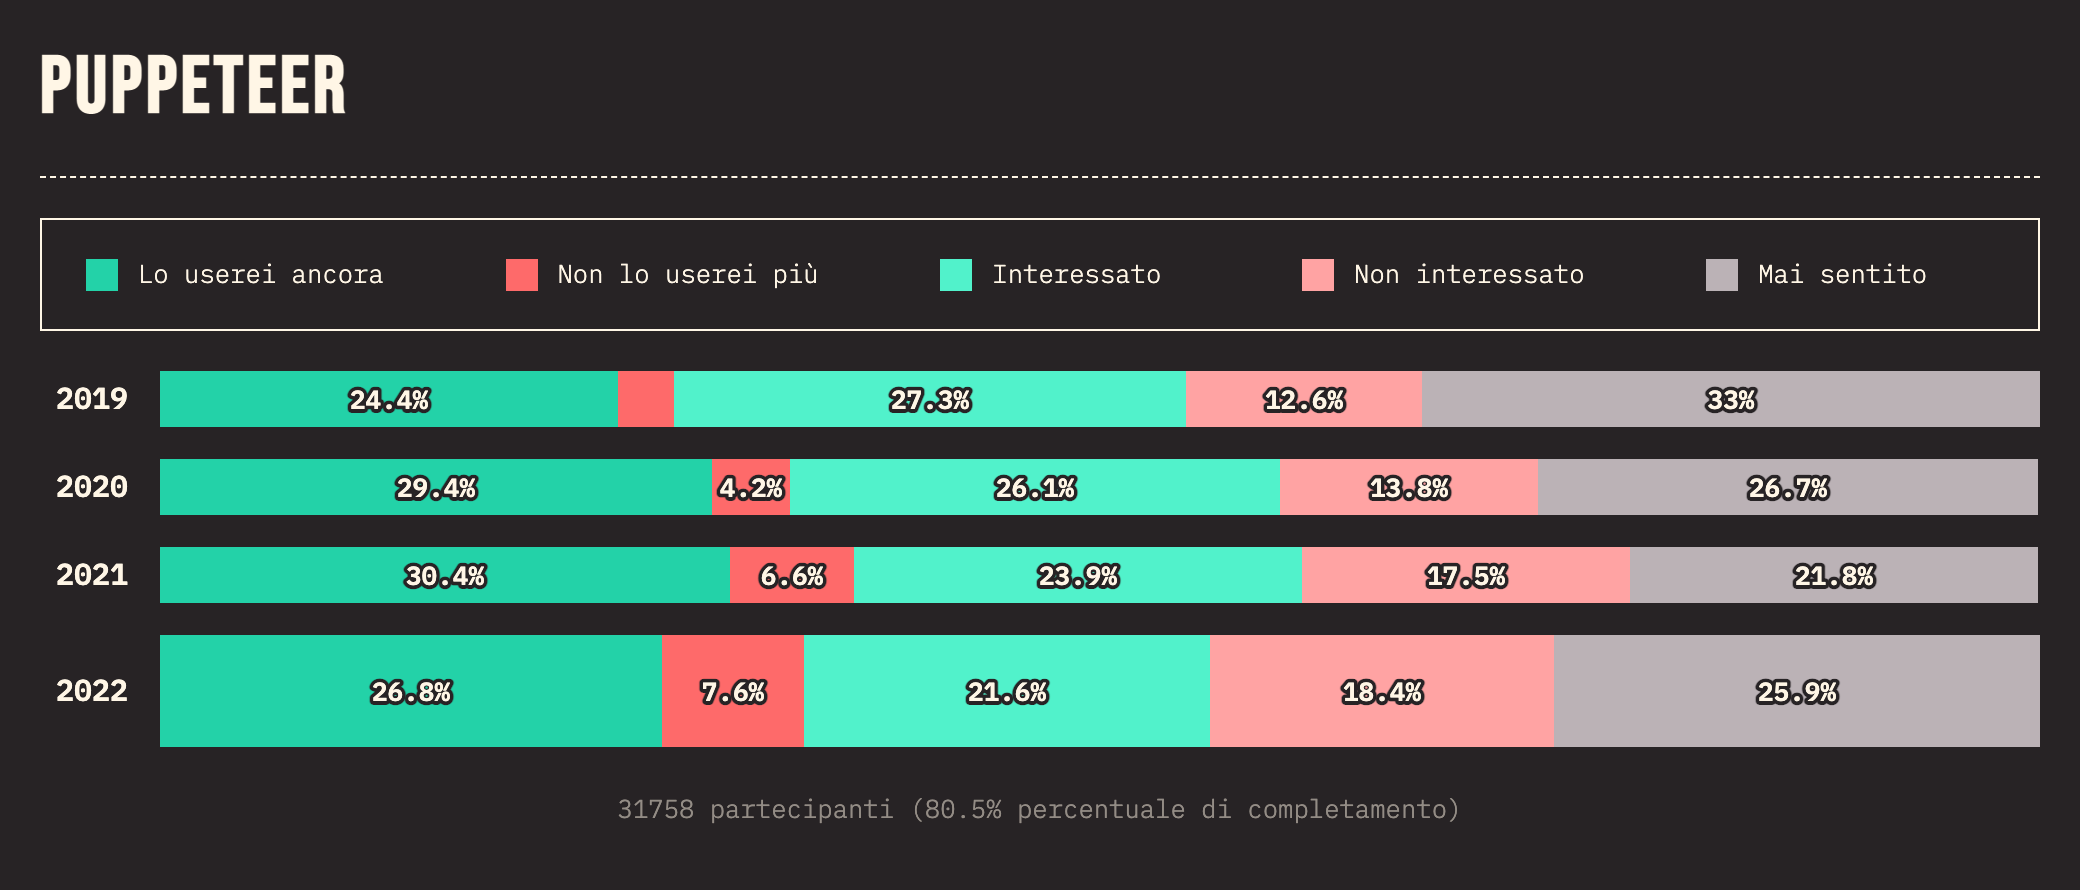 PUPPETEER
Lo userei ancora Non lo userei più Interessato Non interessato Mai sentito
2019 24.4% 27.3% 12.6% 33%
2020 29.4% 4.2% 26.1% 13.8% 26.7%
2021 30.4% 6.6% 23.9% 17.5% 21.8%
2022 26.8% 7.6% 21.6% 18.4% 25.9%
31758 partecipanti (80.5% percentuale di completamento)